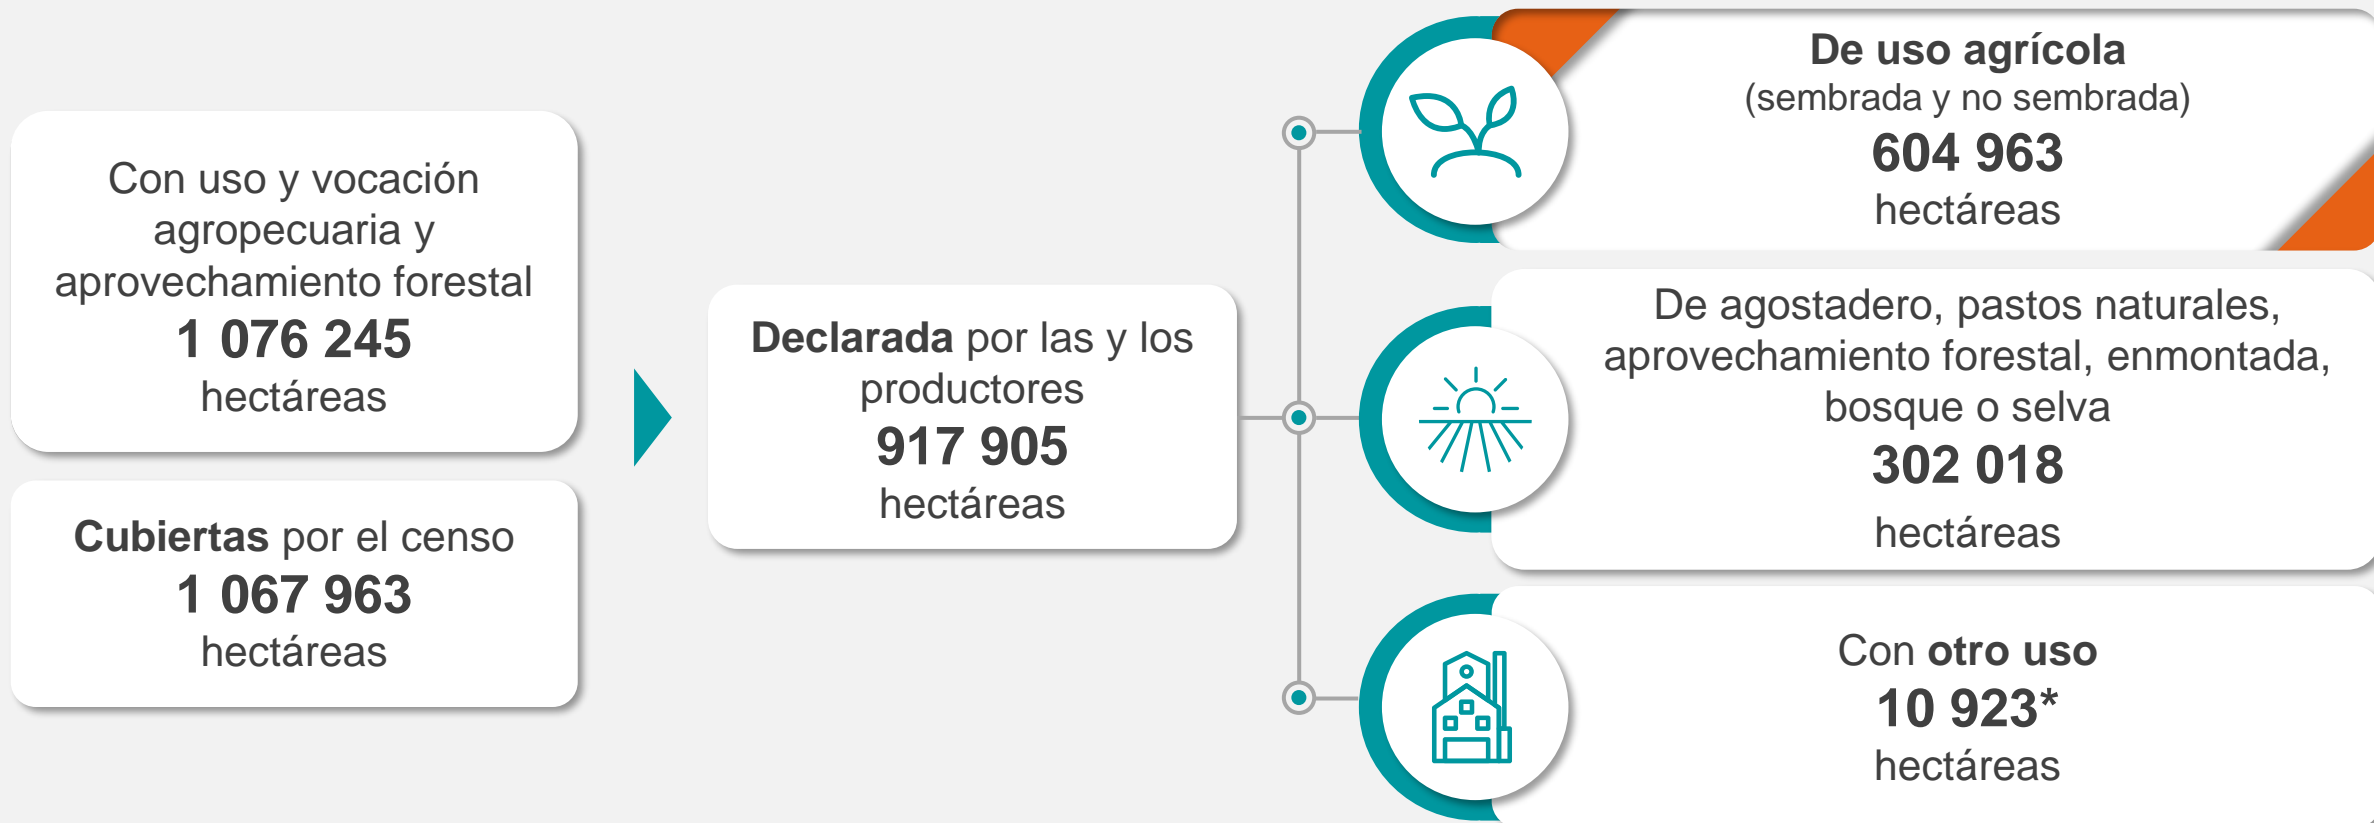 Con uso y vocación
agropecuaria y
aprovechamiento forestal
1 076 245
hectáreas
Cubiertas por el censo
1 067 963
hectáreas
Declarada por las y los
productores
917 905
hectáreas
De uso agrícola
(sembrada y no sembrada)
604 963
hectáreas
De agostadero, pastos naturales,
aprovechamiento forestal, enmontada,
bosque o selva
302 018
hectáreas
Con otro uso
10 923*
hectáreas